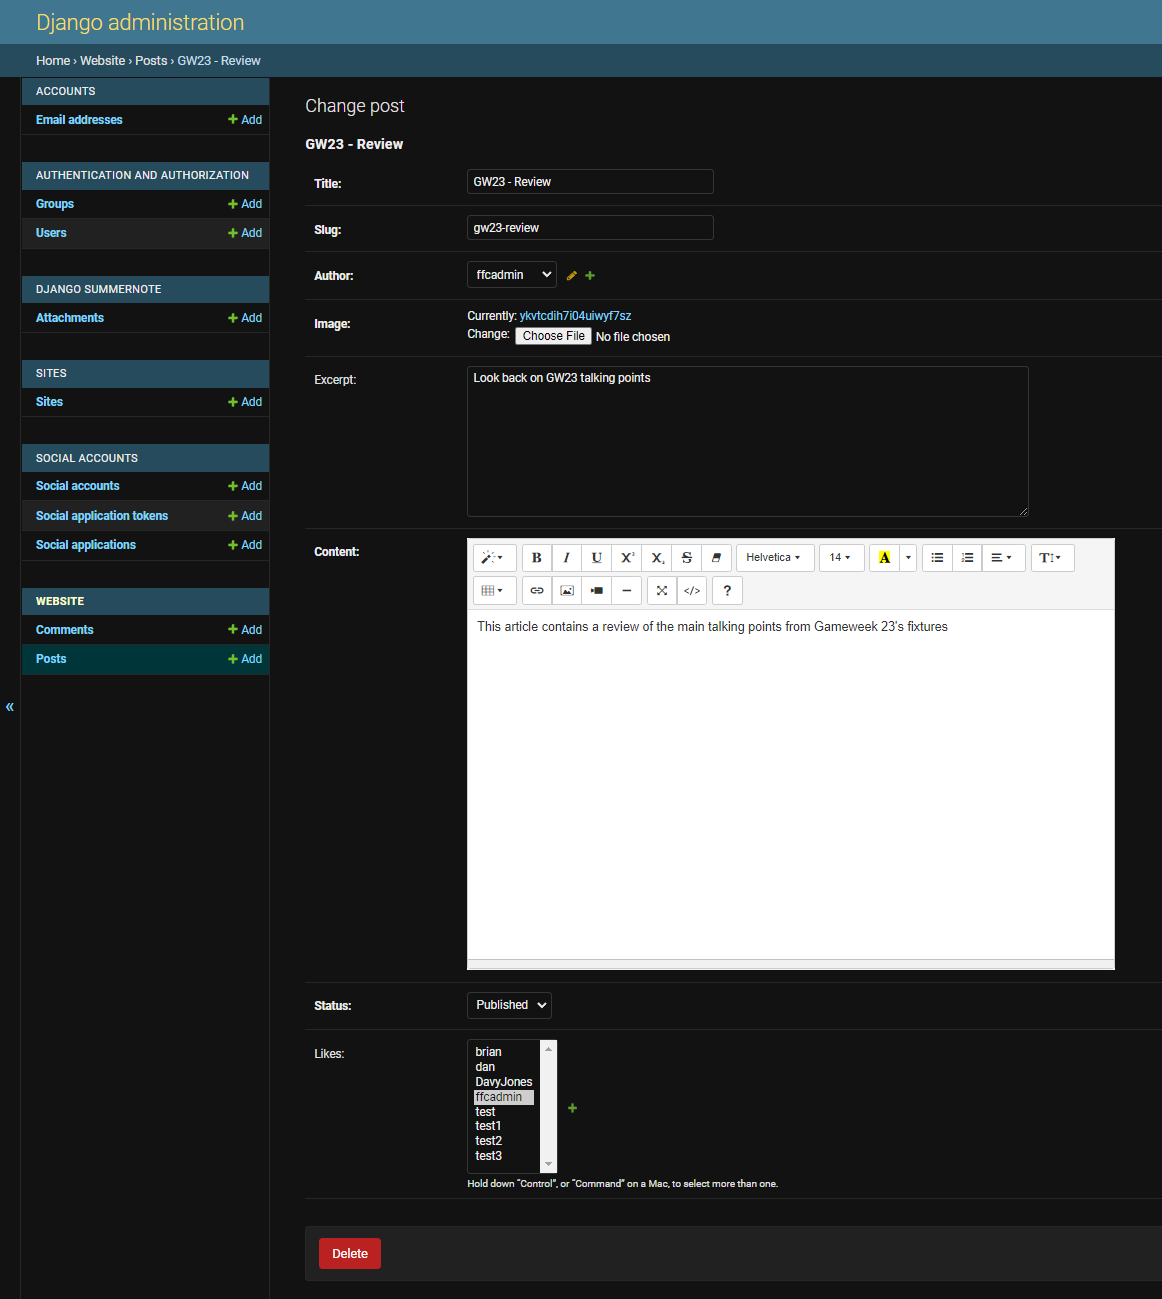 Django administration
Home › Website › Posts › GW23 - Review
ACCOUNTS
Email addresses + Add
AUTHENTICATION AND AUTHORIZATION
Groups + Add
Users + Add
DJANGO SUMMERNOTE
Attachments + Add
SITES
Sites + Add
SOCIAL ACCOUNTS
Social accounts + Add
Social application tokens + Add
Social applications + Add
WEBSITE
Comments + Add
Posts + Add
«
Change post
GW23 - Review
Title: GW23 - Review
Slug: gw23-review
Author: ffcadmin
Image: Currently: ykvtcdih7i04uiwyf7sz
Change: Choose File No file chosen
Excerpt: Look back on GW23 talking points
Content:
B I U X² X₂ S Helvetica 14 A T
</> ?
This article contains a review of the main talking points from Gameweek 23's fixtures
Status: Published
Likes:
brian
dan
DavyJones
ffcadmin
test
test1
test2
test3
Hold down "Control", or "Command" on a Mac, to select more than one.
Delete